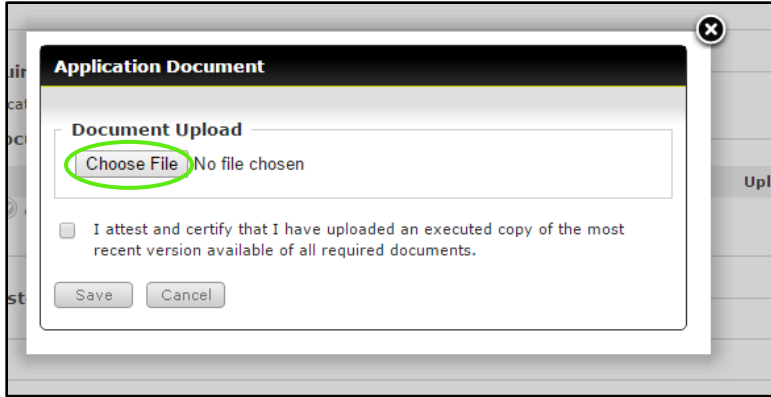 Application Document
Document Upload
Choose File No file chosen
Upl
I attest and certify that I have uploaded an executed copy of the most
recent version available of all required documents.
Save Cancel